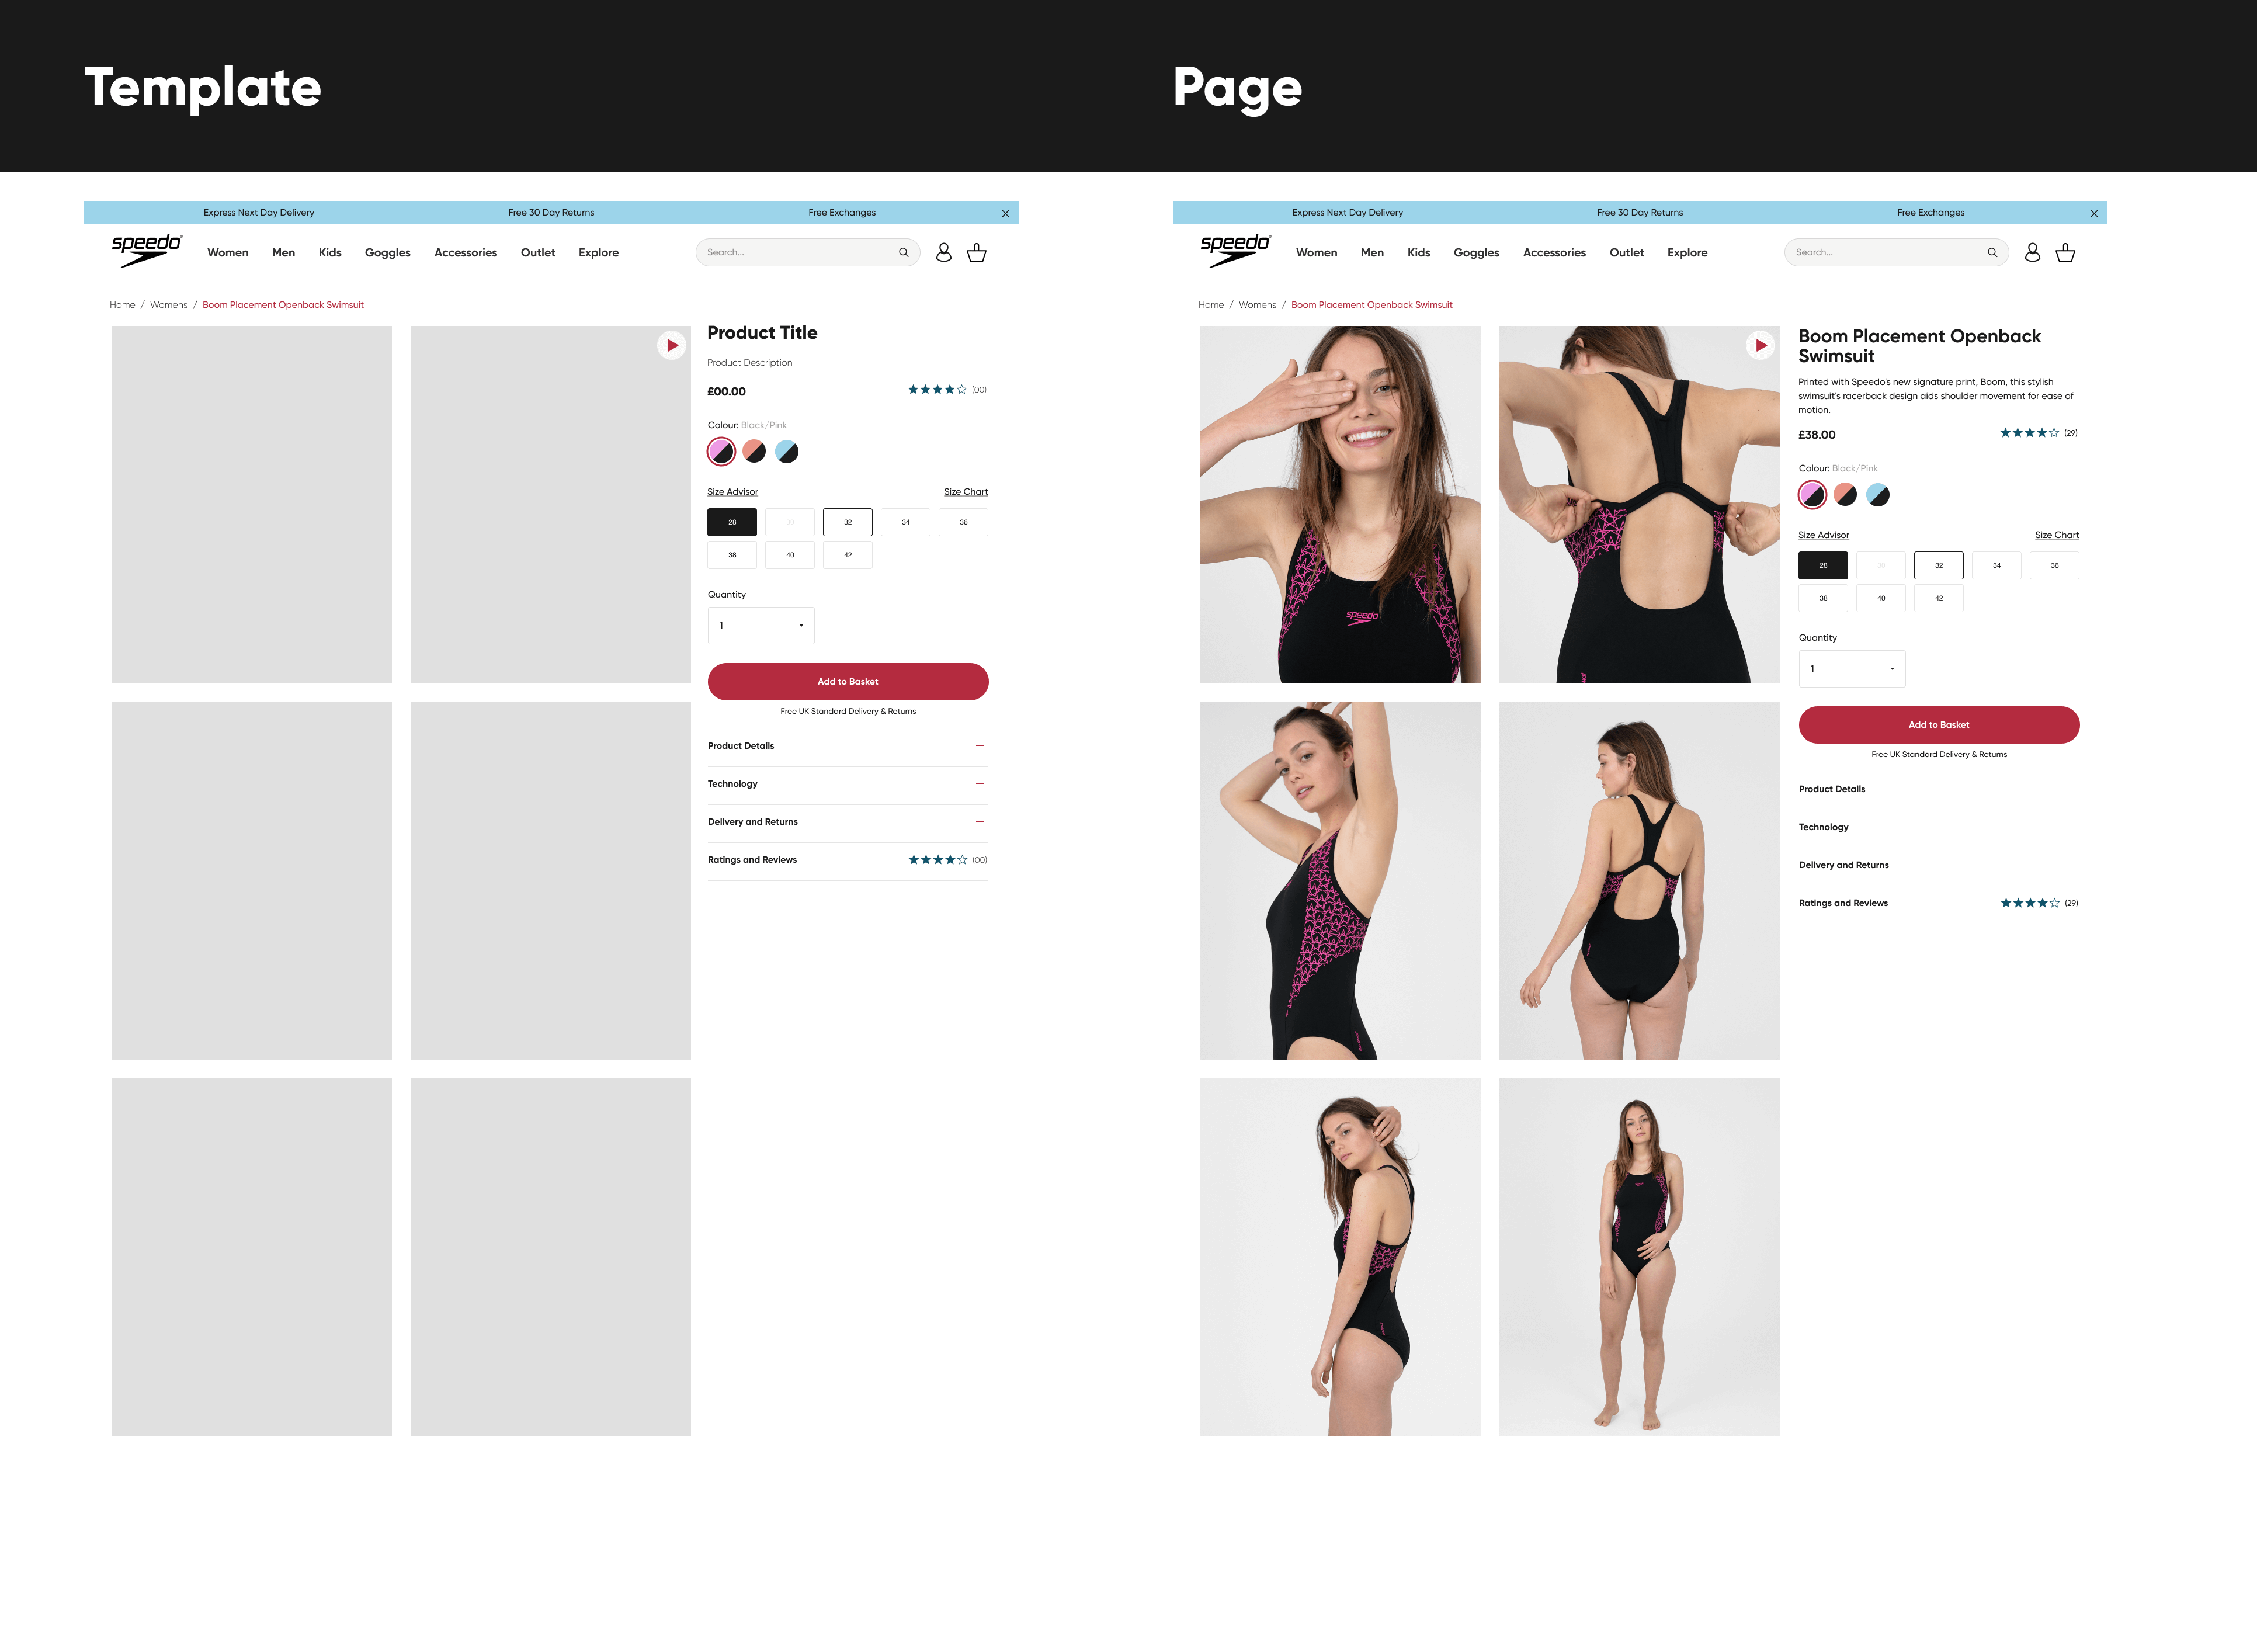 Template
Express Next Day Delivery
Free 30 Day Returns
Free Exchanges
speedo
Women
Men
Kids
Goggles
Accessories
Outlet
Explore
Search...
Home / Womens / Boom Placement Openback Swimsuit
Product Title
Product Description
£00.00
(00)
Colour: Black/Pink
Size Advisor
Size Chart
28
32
34
36
38
40
42
Quantity
1
Add to Basket
Free UK Standard Delivery & Returns
Product Details
Technology
Delivery and Returns
Ratings and Reviews
(00)
Page
Express Next Day Delivery
Free 30 Day Returns
Free Exchanges
speedo
Women
Men
Kids
Goggles
Accessories
Outlet
Explore
Search...
Home / Womens / Boom Placement Openback Swimsuit
speedo
Boom Placement Openback
Swimsuit
Printed with Speedo's new signature print, Boom, this stylish
swimsuit's racerback design aids shoulder movement for ease of
motion.
£38.00
(29)
Colour: Black/Pink
Size Advisor
Size Chart
28
32
34
36
38
40
42
Quantity
1
Add to Basket
Free UK Standard Delivery & Returns
Product Details
Technology
Delivery and Returns
Ratings and Reviews
(29)